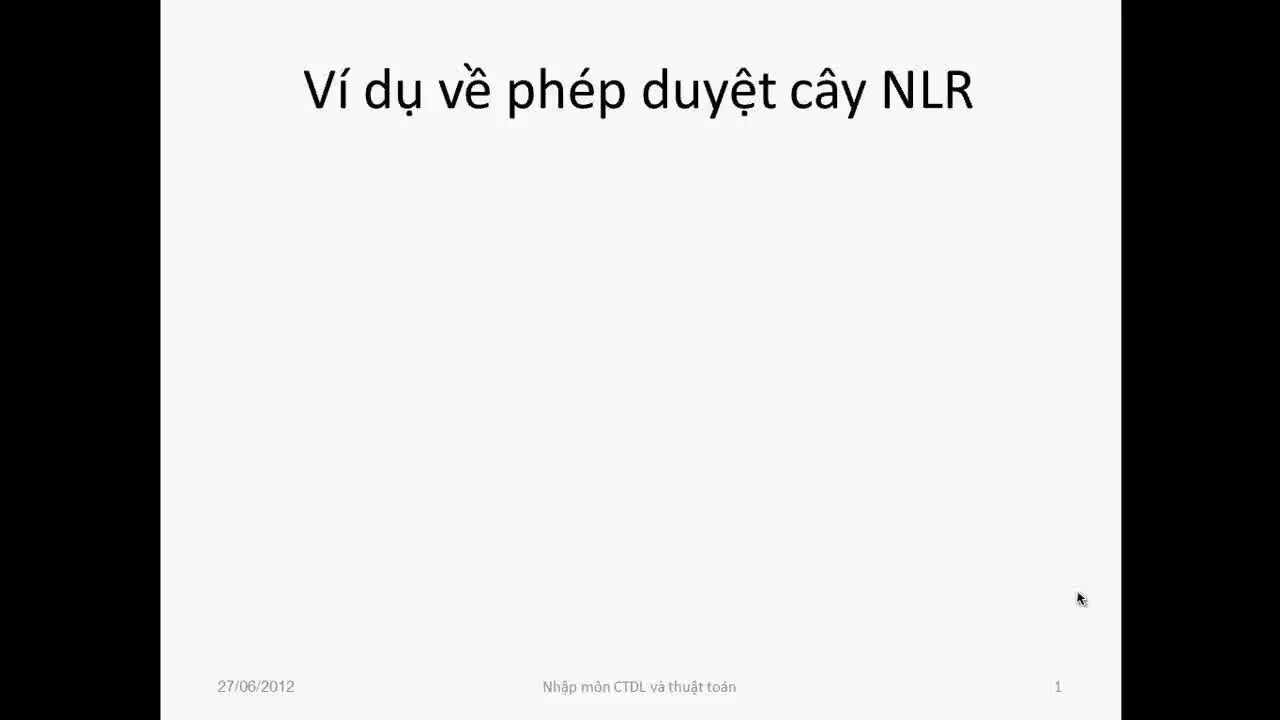 Ví dụ về phép duyệt cây NLR
27/06/2012
Nhập môn CTDL và thuật toán
1